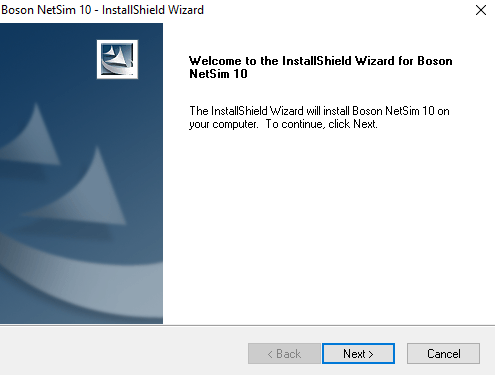 Boson NetSim 10 - InstallShield Wizard
Welcome to the InstallShield Wizard for Boson
NetSim 10
The InstallShield Wizard will install Boson NetSim 10 on
your computer. To continue, click Next.
< Back
Next >
Cancel